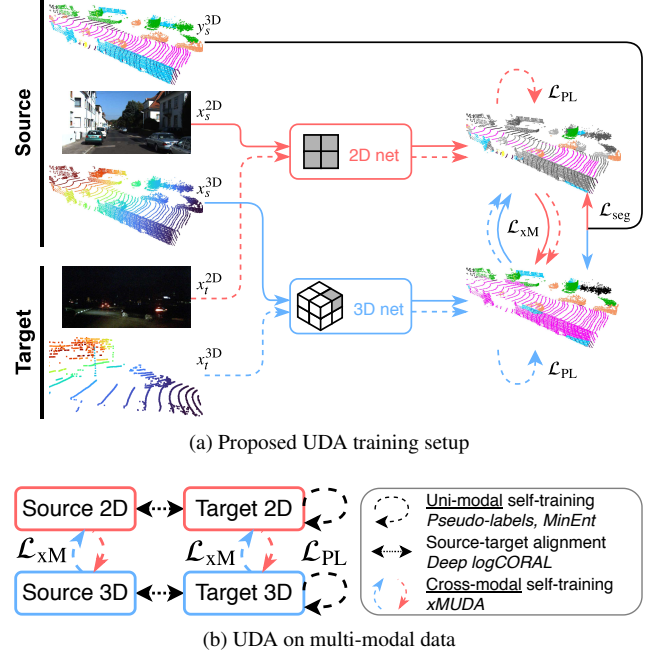 Source
y_s^{3D}
x_s^{2D}
x_s^{3D}
Target
x_t^{2D}
x_t^{3D}
2D net
3D net
ℒ_PL
ℒ_xM
ℒ_seg
ℒ_PL
(a) Proposed UDA training setup
Source 2D
Target 2D
ℒ_xM
ℒ_xM
ℒ_PL
Source 3D
Target 3D
Uni-modal self-training
Pseudo-labels, MinEnt
Source-target alignment
Deep logCORAL
Cross-modal self-training
xMUDA
(b) UDA on multi-modal data